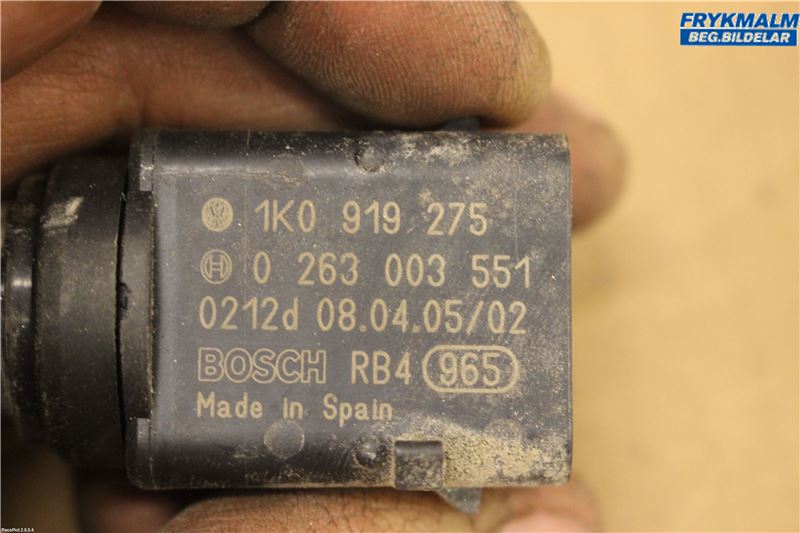 FRYKMALM
BEG.BILDELAR
1K0 919 275
0 263 003 551
0212d 08.04.05/02
BOSCH RB4 965
Made in Spain